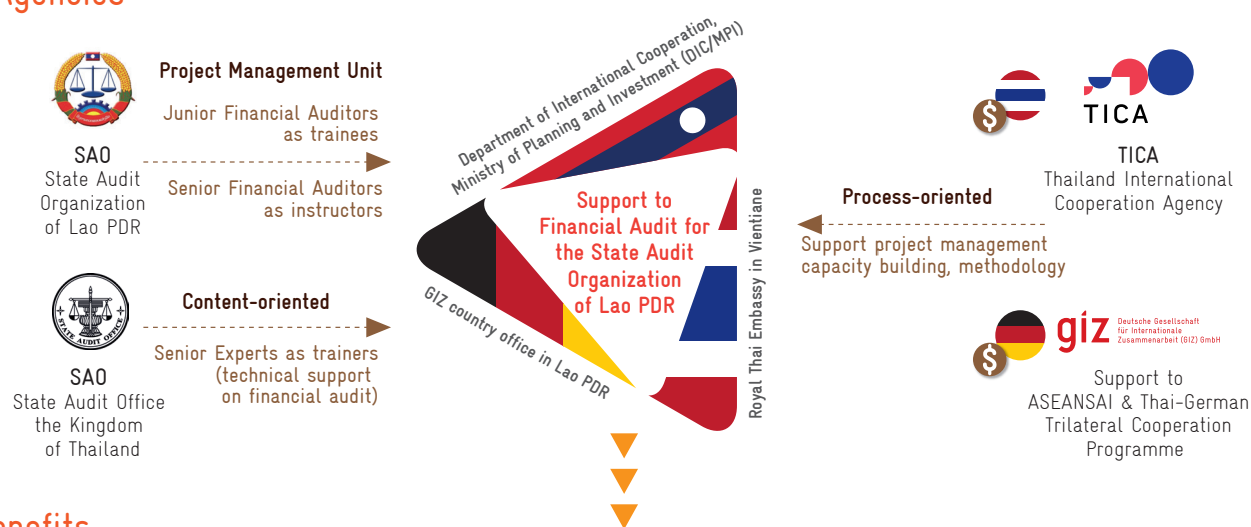 Agencies
Project Management Unit
Junior Financial Auditors
as trainees
SAO
State Audit
Organization
of Lao PDR
Senior Financial Auditors
as instructors
STATE AUDIT OFFICE
SAO
State Audit Office
the Kingdom
of Thailand
Content-oriented
Senior Experts as trainers
(technical support
on financial audit)
Department of International Cooperation,
Ministry of Planning and Investment (DIC/MPI)
Support to
Financial Audit for
the State Audit
Organization
of Lao PDR
GIZ country office in Lao PDR
Royal Thai Embassy in Vientiane
$
TICA
TICA
Thailand International
Cooperation Agency
Process-oriented
Support project management
capacity building, methodology
$
giz
Deutsche Gesellschaft
für Internationale
Zusammenarbeit (GIZ) GmbH
Support to
ASEANSAI & Thai-German
Trilateral Cooperation
Programme